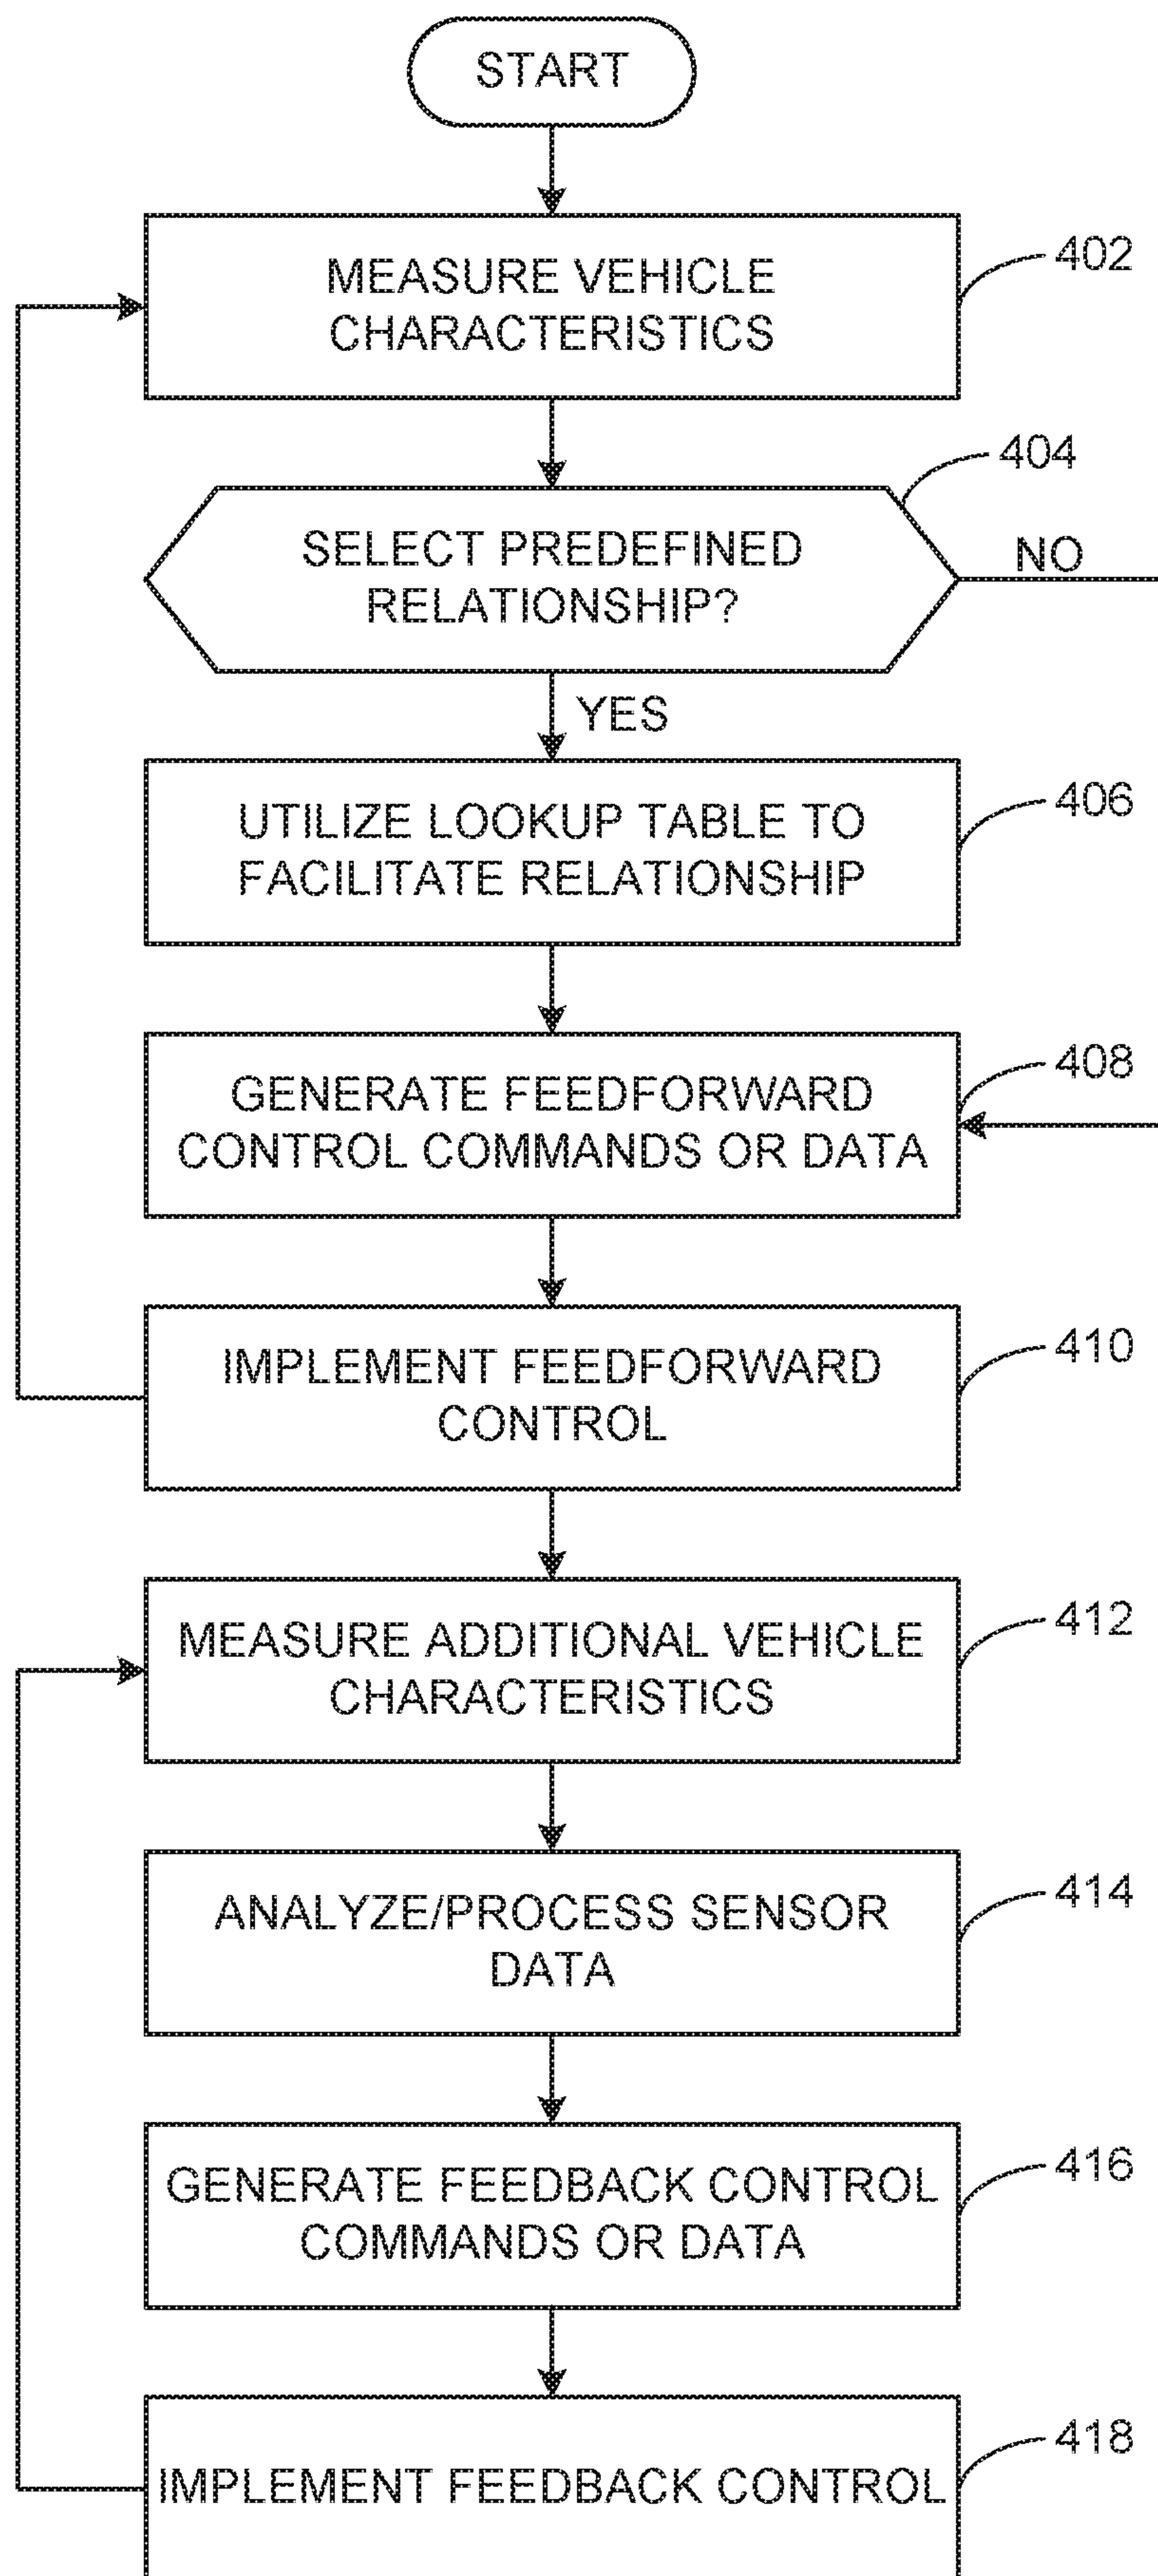 START
MEASURE VEHICLE
CHARACTERISTICS
402
SELECT PREDEFINED
RELATIONSHIP?
404
NO
YES
UTILIZE LOOKUP TABLE TO
FACILITATE RELATIONSHIP
406
GENERATE FEEDFORWARD
CONTROL COMMANDS OR DATA
408
IMPLEMENT FEEDFORWARD
CONTROL
410
MEASURE ADDITIONAL VEHICLE
CHARACTERISTICS
412
ANALYZE/PROCESS SENSOR
DATA
414
GENERATE FEEDBACK CONTROL
COMMANDS OR DATA
416
IMPLEMENT FEEDBACK CONTROL
418